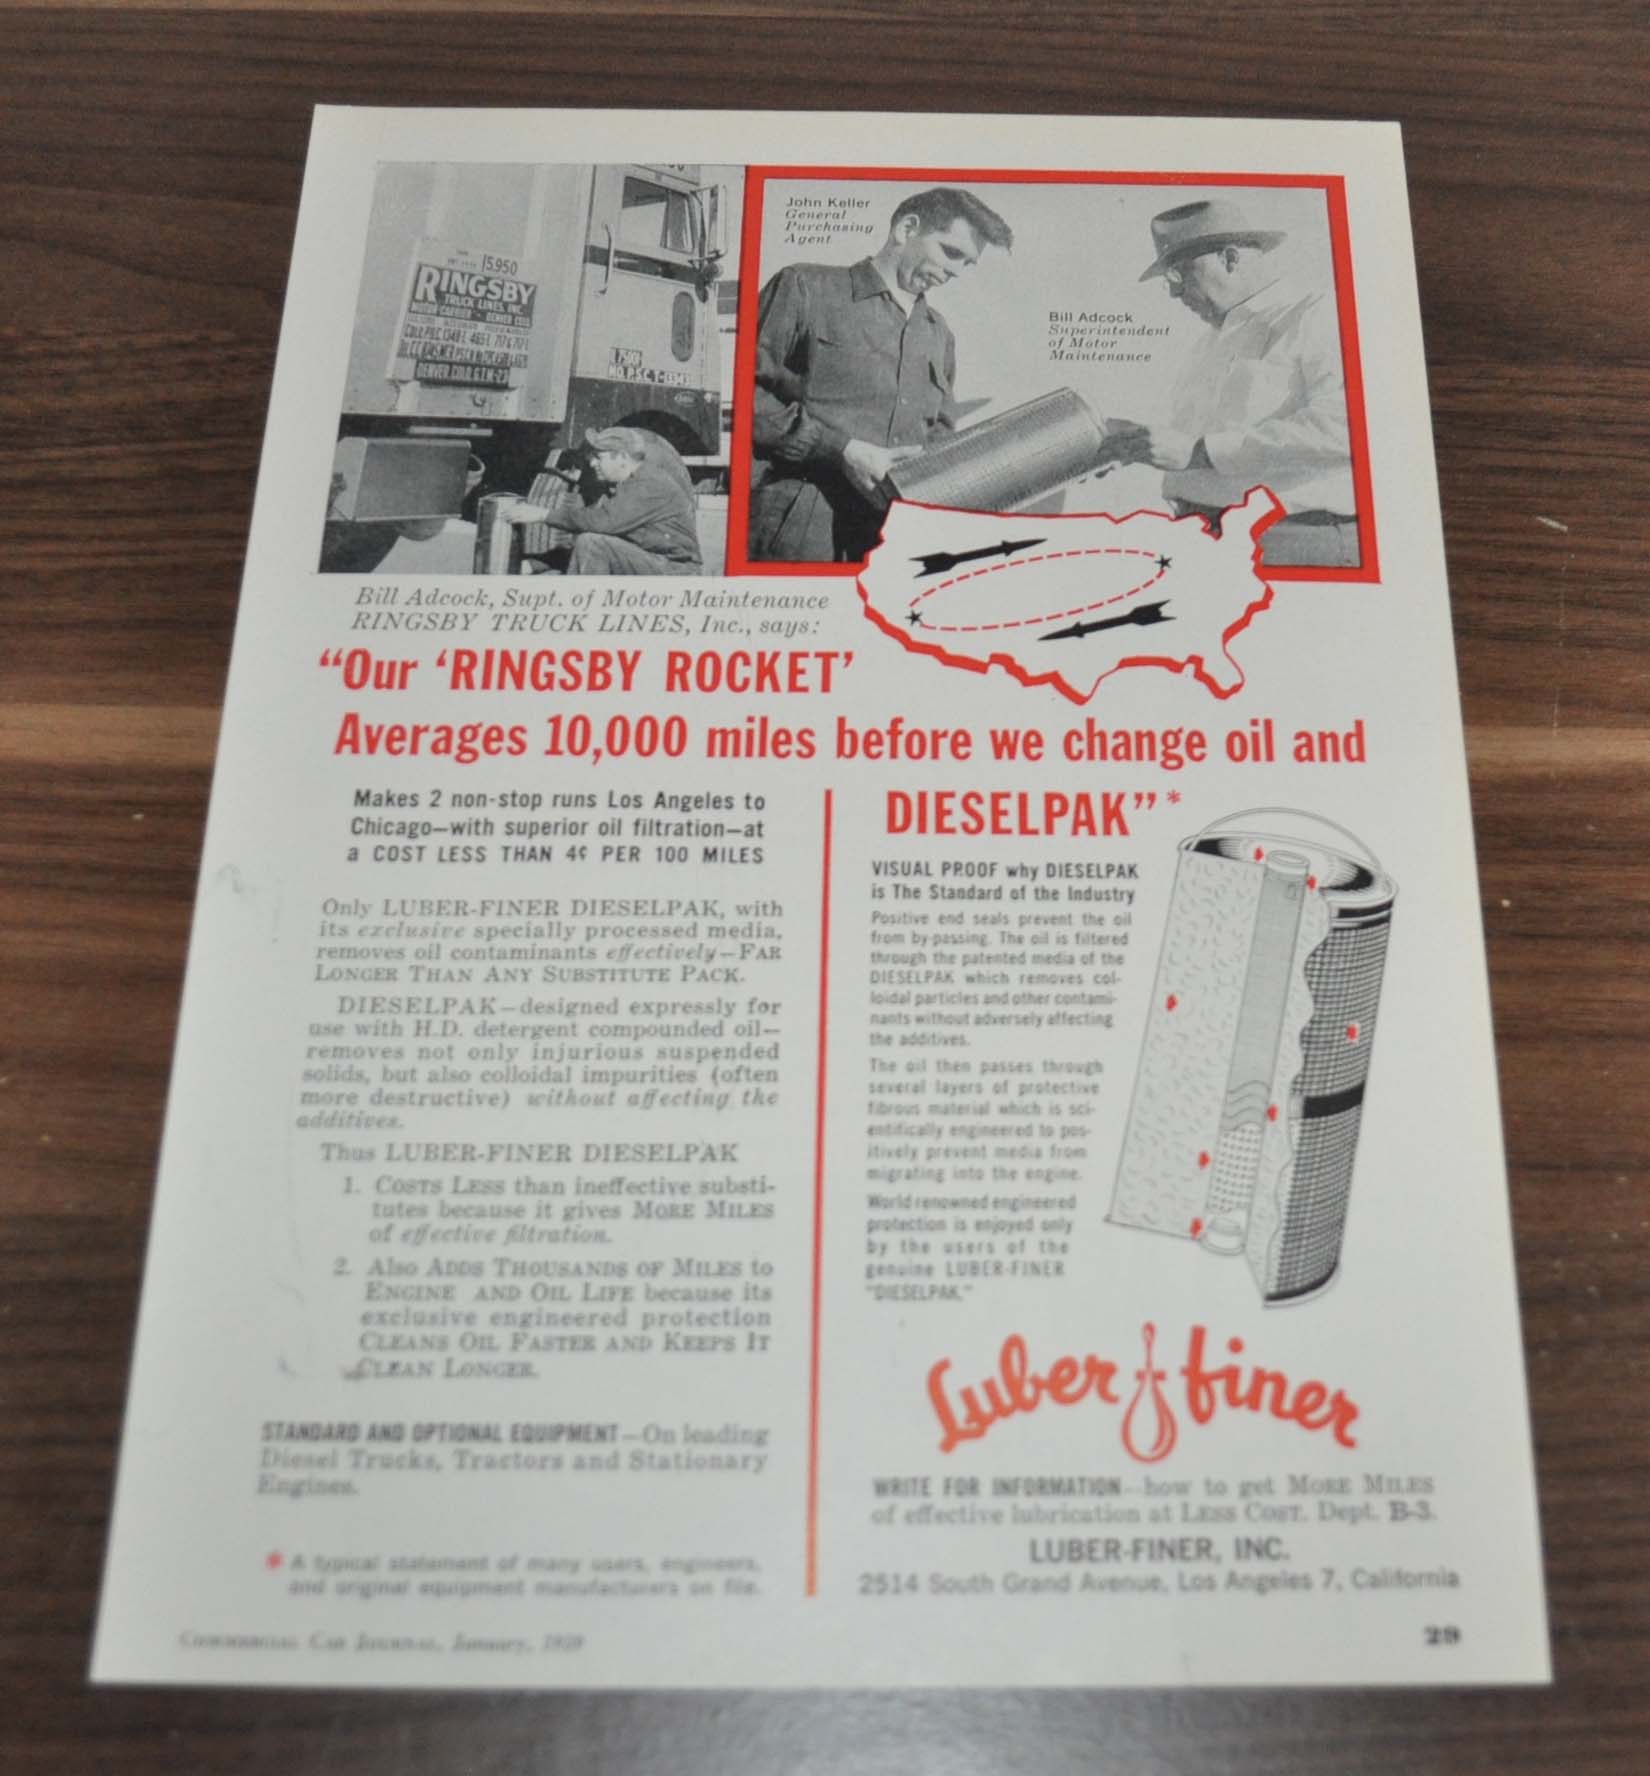 15950
RINGSBY
TRUCK LINES, INC.
MOTOR CARRIER - DENVER COLO.
DENVER, COLO. G.T.N-23
John Keller
General
Purchasing
Agent
Bill Adcock
Superintendent
of Motor
Maintenance
Bill Adcock, Supt. of Motor Maintenance
RINGSBY TRUCK LINES, Inc., says:
“Our ‘RINGSBY ROCKET’
Averages 10,000 miles before we change oil and
DIESELPAK”*
Makes 2 non-stop runs Los Angeles to
Chicago—with superior oil filtration—at
a COST LESS THAN 4¢ PER 100 MILES
Only LUBER-FINER DIESELPAK, with
its exclusive specially processed media,
removes oil contaminants effectively—FAR
LONGER THAN ANY SUBSTITUTE PACK.
DIESELPAK—designed expressly for
use with H.D. detergent compounded oil—
removes not only injurious suspended
solids, but also colloidal impurities (often
more destructive) without affecting the
additives.
Thus LUBER-FINER DIESELPAK
1. COSTS LESS than ineffective substi-
tutes because it gives MORE MILES
of effective filtration.
2. Also ADDS THOUSANDS OF MILES to
ENGINE AND OIL LIFE because its
exclusive engineered protection
CLEANS OIL FASTER AND KEEPS IT
CLEAN LONGER.
STANDARD AND OPTIONAL EQUIPMENT—On leading
Diesel Trucks, Tractors and Stationary
Engines.
* A typical statement of many users, engineers,
and original equipment manufacturers on file.
VISUAL PROOF why DIESELPAK
is The Standard of the Industry
Positive end seals prevent the oil
from by-passing. The oil is filtered
through the patented media of the
DIESELPAK which removes col-
loidal particles and other contami-
nants without adversely affecting
the additives.
The oil then passes through
several layers of protective
fibrous material which is sci-
entifically engineered to pos-
itively prevent media from
migrating into the engine.
World renowned engineered
protection is enjoyed only
by the users of the
genuine LUBER-FINER
"DIESELPAK."
Luber finer
WRITE FOR INFORMATION—how to get MORE MILES
of effective lubrication at LESS COST. Dept. B-3.
LUBER-FINER, INC.
2514 South Grand Avenue, Los Angeles 7, California
COMMERCIAL CAR JOURNAL, January, 1959
29